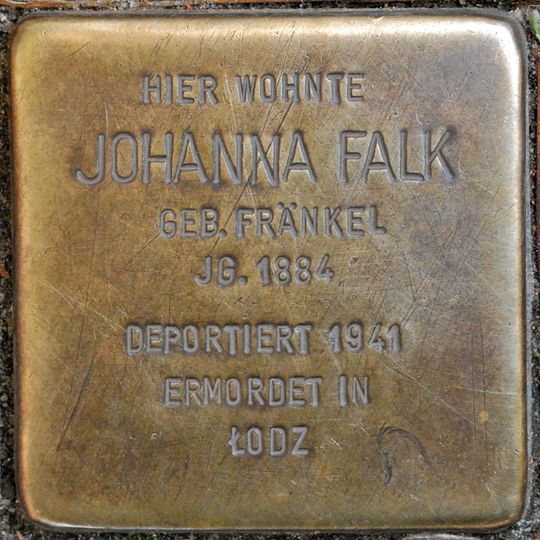 HIER WOHNTE
JOHANNA FALK
GEB. FRÄNKEL
JG. 1884
DEPORTIERT 1941
ERMORDET IN
ŁODZ